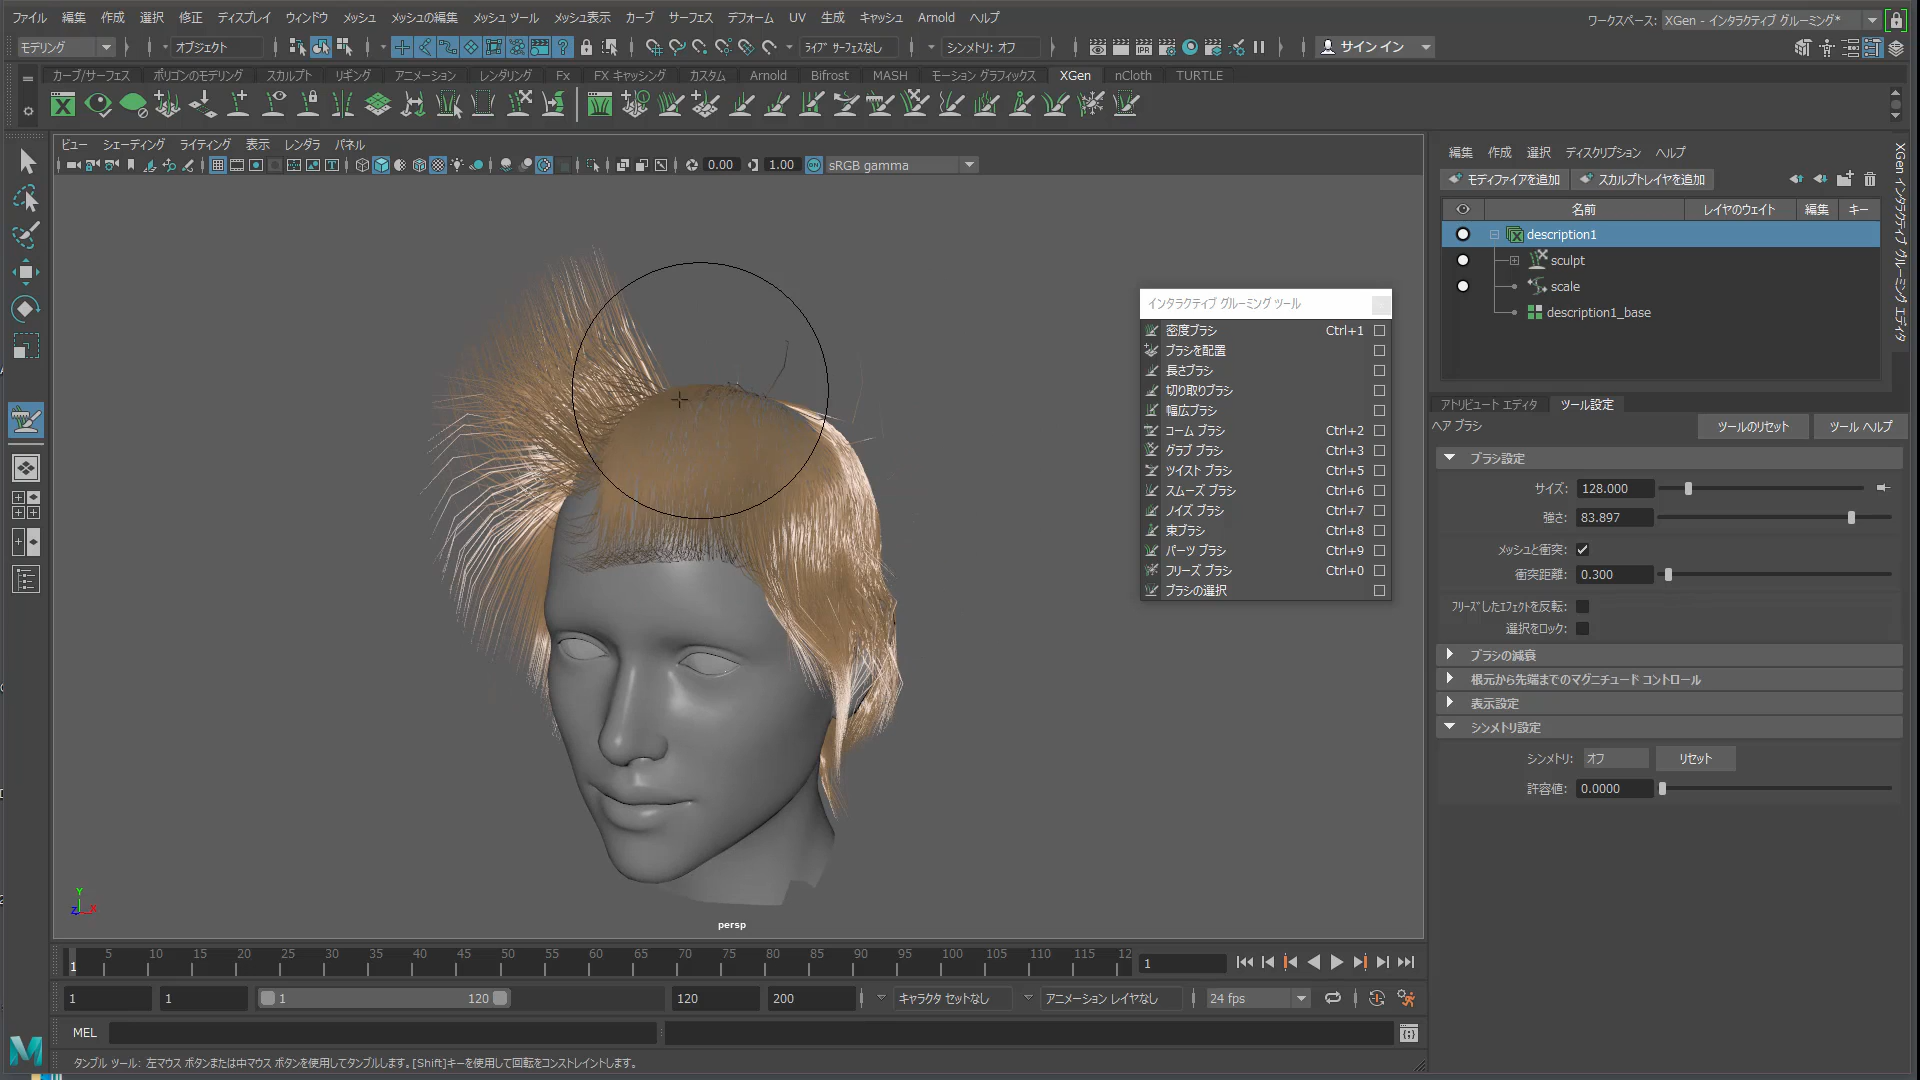 ファイル 編集 作成 選択 修正 ディスプレイ ウィンドウ メッシュ メッシュの編集 メッシュ ツール メッシュ表示 カーブ サーフェス デフォーム UV 生成 キャッシュ Arnold ヘルプ
ワークスペース: XGen - インタラクティブ グルーミング*
モデリング オブジェクト ライブ サーフェスなし シンメトリ: オフ サイン イン
カーブ/サーフェス ポリゴンのモデリング スカルプト リギング アニメーション レンダリング Fx FX キャッシング カスタム Arnold Bifrost MASH モーション グラフィックス XGen nCloth TURTLE
ビュー シェーディング ライティング 表示 レンダラ パネル
0.00 1.00 sRGB gamma
persp
インタラクティブ グルーミング ツール
密度ブラシ Ctrl+1
ブラシを配置
長さブラシ
切り取りブラシ
幅広ブラシ
コーム ブラシ Ctrl+2
グラブ ブラシ Ctrl+3
ツイスト ブラシ Ctrl+5
スムーズ ブラシ Ctrl+6
ノイズ ブラシ Ctrl+7
束ブラシ Ctrl+8
パーツ ブラシ Ctrl+9
フリーズ ブラシ Ctrl+0
ブラシの選択
編集 作成 選択 ディスクリプション ヘルプ
モディファイアを追加 スカルプトレイヤを追加
名前 レイヤのウェイト 編集 キー
description1
sculpt
scale
description1_base
XGen インタラクティブ グルーミング エディタ
アトリビュート エディタ ツール設定
ヘア ブラシ ツールのリセット ツール ヘルプ
ブラシ設定
サイズ: 128.000
強さ: 83.897
メッシュと衝突:
衝突距離: 0.300
フリーズしたエフェクトを反転:
選択をロック:
ブラシの減衰
根元から先端までのマグニチュード コントロール
表示設定
シンメトリ設定
シンメトリ: オフ リセット
許容値: 0.0000
Y
Z X
5 10 15 20 25 30 35 40 45 50 55 60 65 70 75 80 85 90 95 100 105 110 115 12
1 1
1 1 1 120 120 200 キャラクタ セットなし アニメーション レイヤなし 24 fps
MEL
タンブル ツール: 左マウス ボタンまたは中マウス ボタンを使用してタンブルします。[Shift]キーを使用して回転をコンストレイントします。